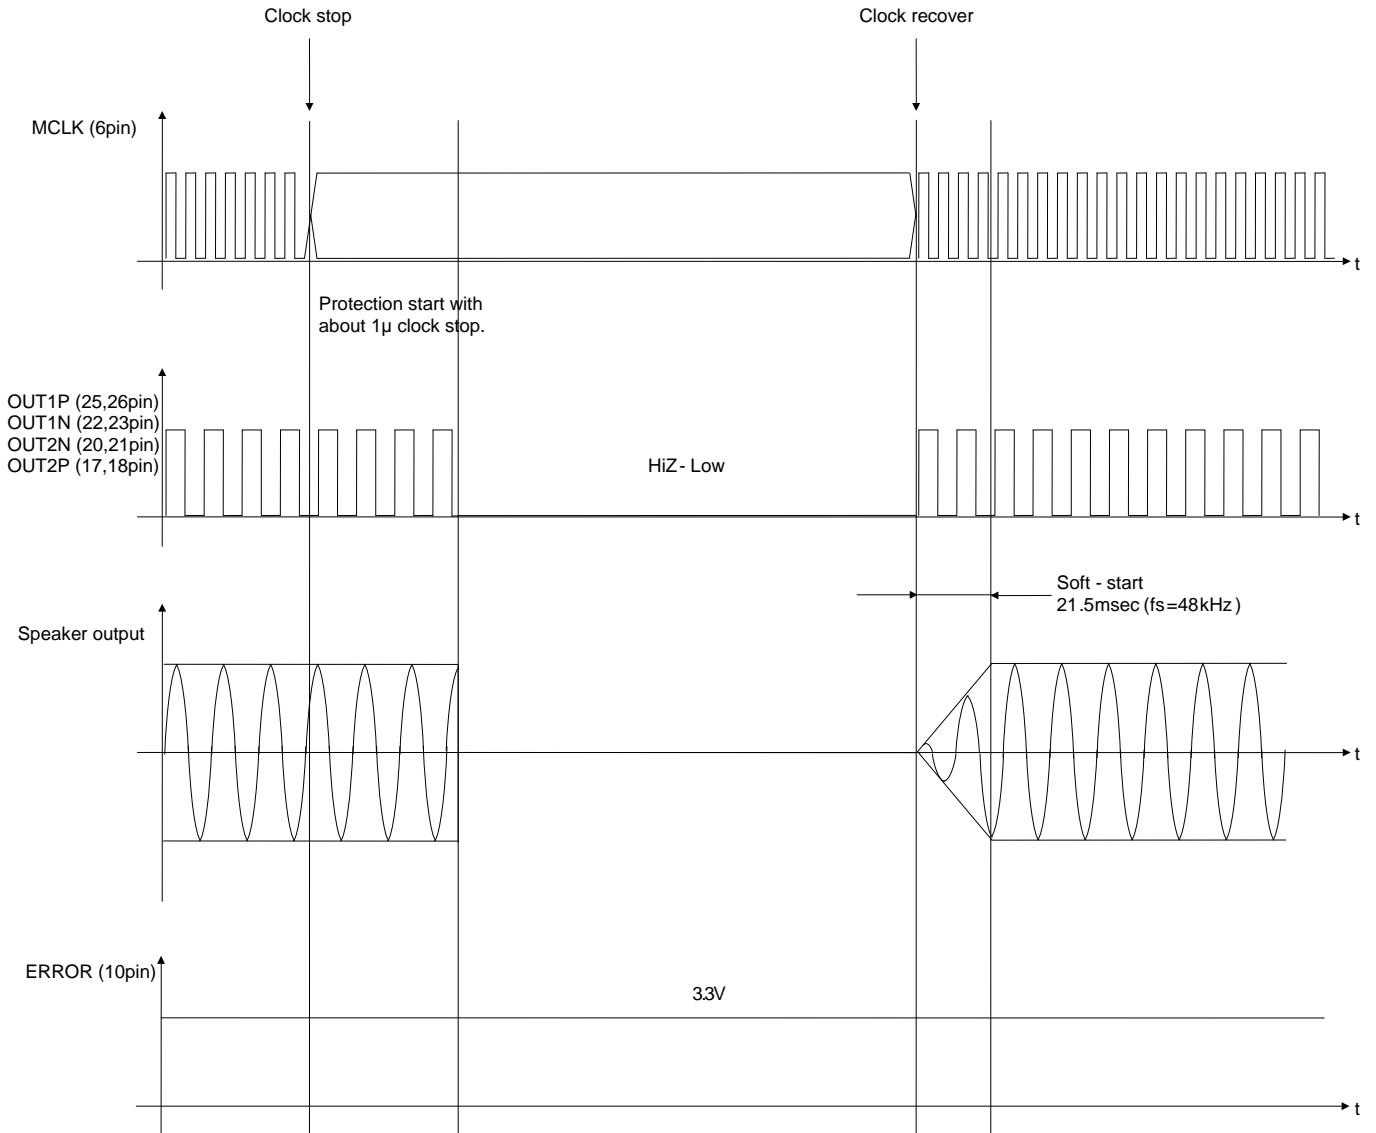 Clock stop
Clock recover
MCLK (6pin)
t
Protection start with
about 1μ clock stop.
OUT1P (25,26pin)
OUT1N (22,23pin)
OUT2N (20,21pin)
OUT2P (17,18pin)
HiZ - Low
t
Soft - start
21.5msec (fs=48kHz)
Speaker output
t
ERROR (10pin)
3.3V
t